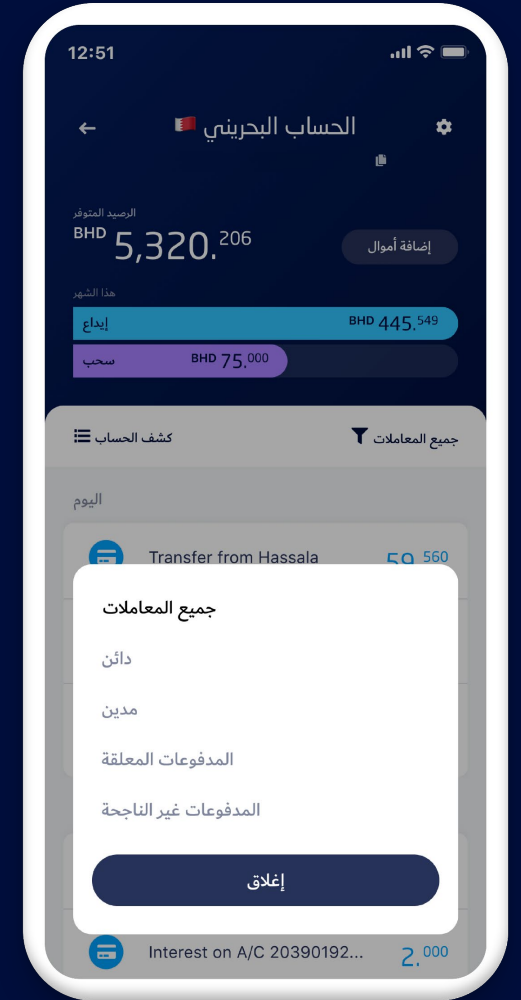 12:51
الحساب البحريني
الرصيد المتوفر
BHD 5,320.206
إضافة أموال
هذا الشهر
إيداع BHD 445.549
سحب BHD 75.000
جميع المعاملات كشف الحساب
اليوم
Transfer from Hassala 59.560
جميع المعاملات
دائن
مدين
المدفوعات المعلقة
المدفوعات غير الناجحة
إغلاق
Interest on A/C 20390192... 2.000